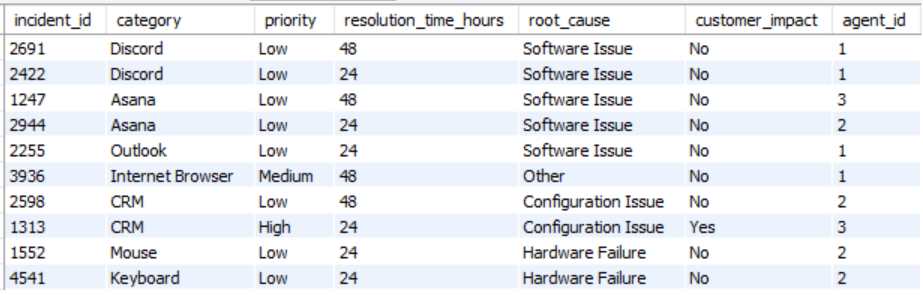 incident_id category priority resolution_time_hours root_cause customer_impact agent_id
2691 Discord Low 48 Software Issue No 1
2422 Discord Low 24 Software Issue No 1
1247 Asana Low 48 Software Issue No 3
2944 Asana Low 24 Software Issue No 2
2255 Outlook Low 24 Software Issue No 1
3936 Internet Browser Medium 48 Other No 1
2598 CRM Low 48 Configuration Issue No 2
1313 CRM High 24 Configuration Issue Yes 3
1552 Mouse Low 24 Hardware Failure No 2
4541 Keyboard Low 24 Hardware Failure No 2